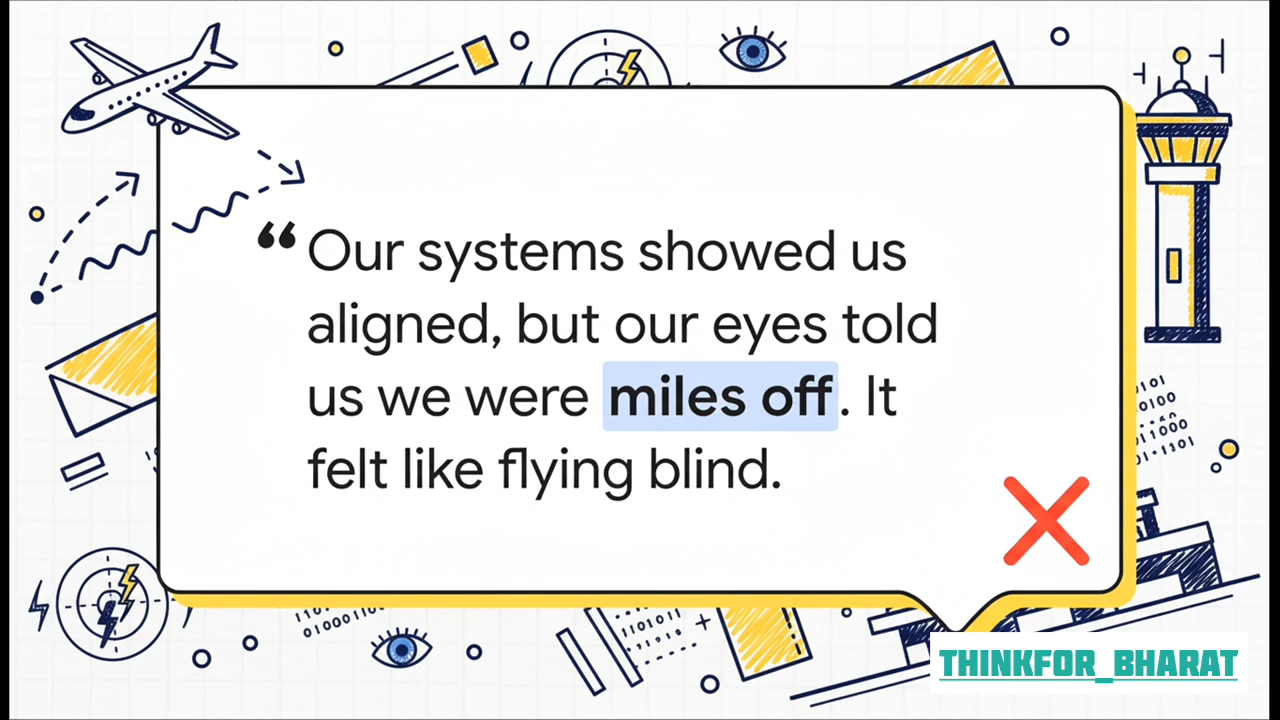 “Our systems showed us
aligned, but our eyes told
us we were miles off. It
felt like flying blind.
THINKFOR_BHARAT